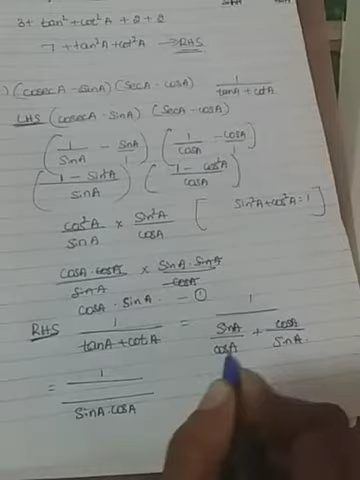 3+ tan² + cot²A + 2 + 2
7 + tan²A + cot²A → RHS
) (cosecA - sinA) (SecA - cosA) 1/(tanA + cotA)
LHS (cosecA - SinA) (SecA - cosA)
(1/SinA - SinA/1) (1/cosA - cosA/1)
(1 - Sin²A/SinA) (1 - cos²A/cosA)
cos²A/SinA × Sin²A/cosA [Sin²A + cos²A = 1]
cosA · cosA/SinA × SinA · SinA/cosA
cosA · SinA. - ①
RHS 1/(tanA + cotA) = 1/(SinA/cosA + cosA/SinA.)
= 1/(/SinA · cosA)